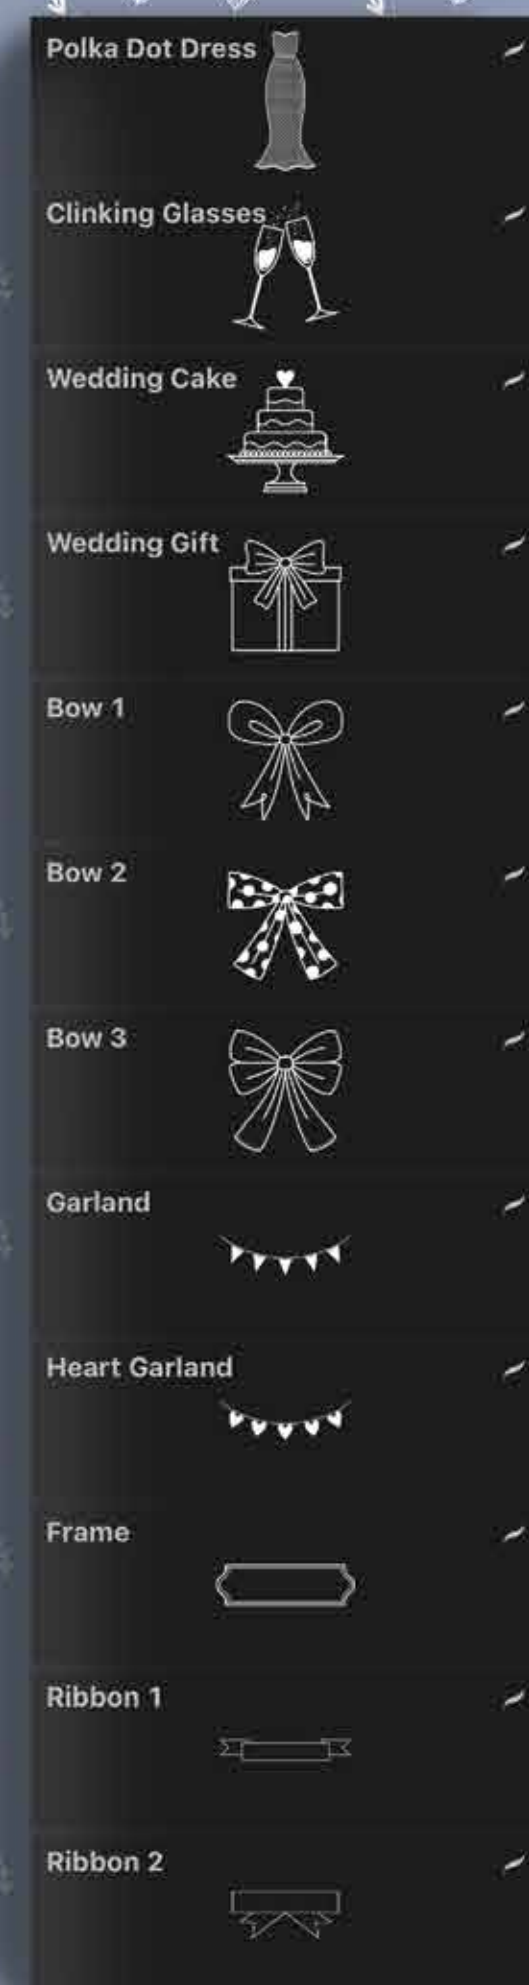 Polka Dot Dress
Clinking Glasses
Wedding Cake
Wedding Gift
Bow 1
Bow 2
Bow 3
Garland
Heart Garland
Frame
Ribbon 1
Ribbon 2